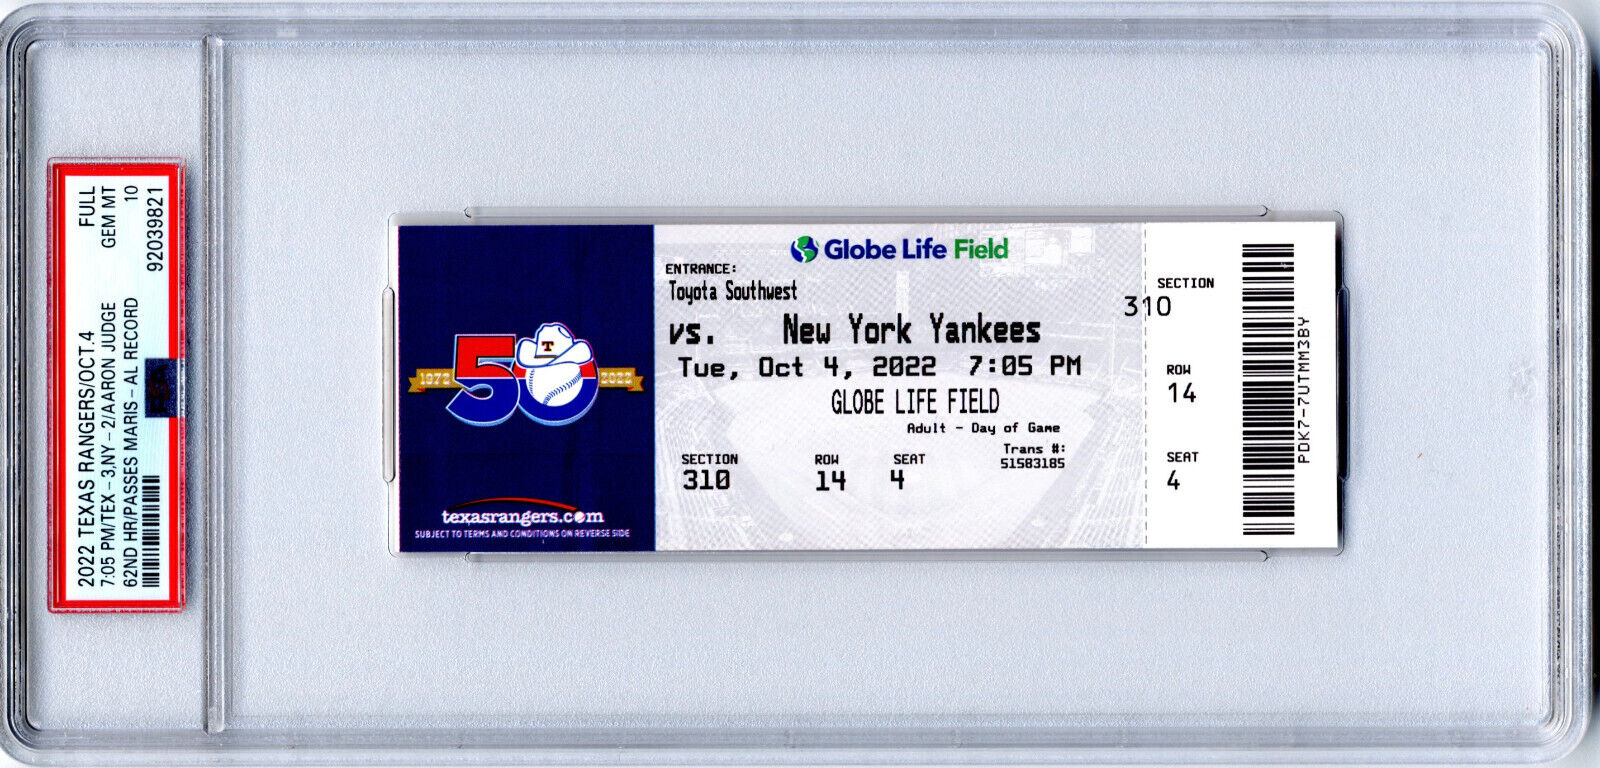 2022 TEXAS RANGERS/OCT.4 FULL
7:05 PM/TEX-3,NY-2/AARON JUDGE GEM MT
62ND HR/PASSES MARIS-AL RECORD 10
92039821
PSA
1972 50 2022
T
texasrangers.com
SUBJECT TO TERMS AND CONDITIONS ON REVERSE SIDE
Globe Life Field
ENTRANCE:
Toyota Southwest
vs. New York Yankees
Tue, Oct 4, 2022 7:05 PM
GLOBE LIFE FIELD
Adult - Day of Game
Trans #:
51583185
SECTION ROW SEAT
310 14 4
SECTION
310
ROW
14
SEAT
4
PDK7-7UTMM3BY